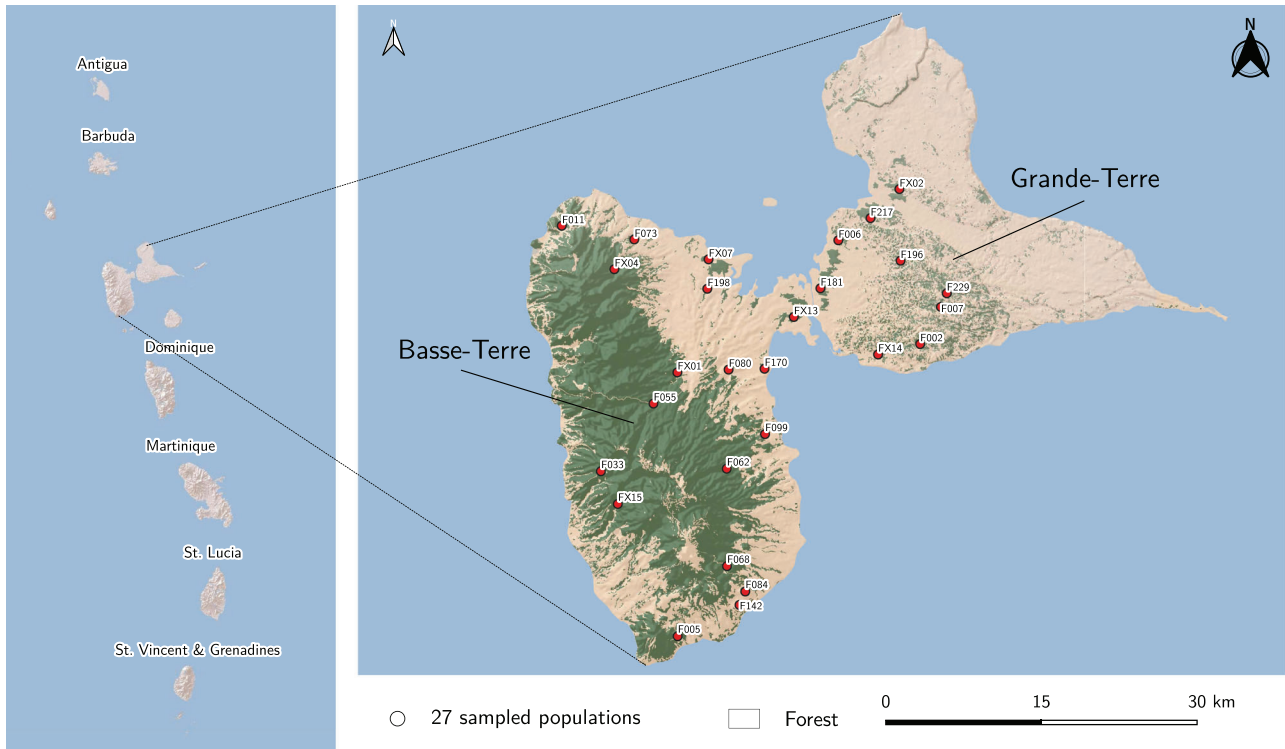 Antigua
Barbuda
Dominique
Martinique
St. Lucia
St. Vincent & Grenadines
N
N
FX02
Grande-Terre
F217
F011
F073
F006
FX07
F196
FX04
F198
F181
F229
F007
FX13
F002
FX14
Basse-Terre
FX01
F080
F170
F055
F099
F033
F062
FX15
F068
F084
F142
F005
27 sampled populations
Forest
0 15 30 km